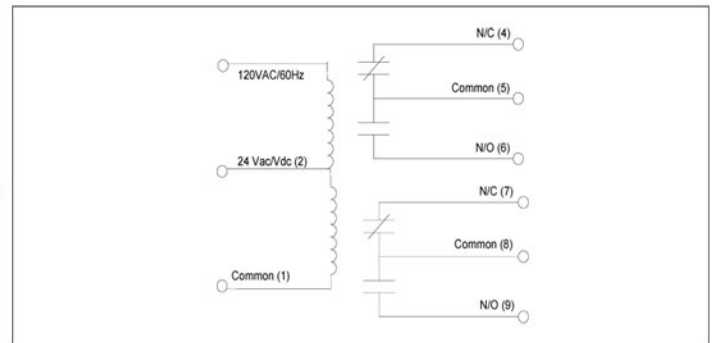 120VAC/60Hz
24 Vac/Vdc (2)
Common (1)
N/C (4)
Common (5)
N/O (6)
N/C (7)
Common (8)
N/O (9)